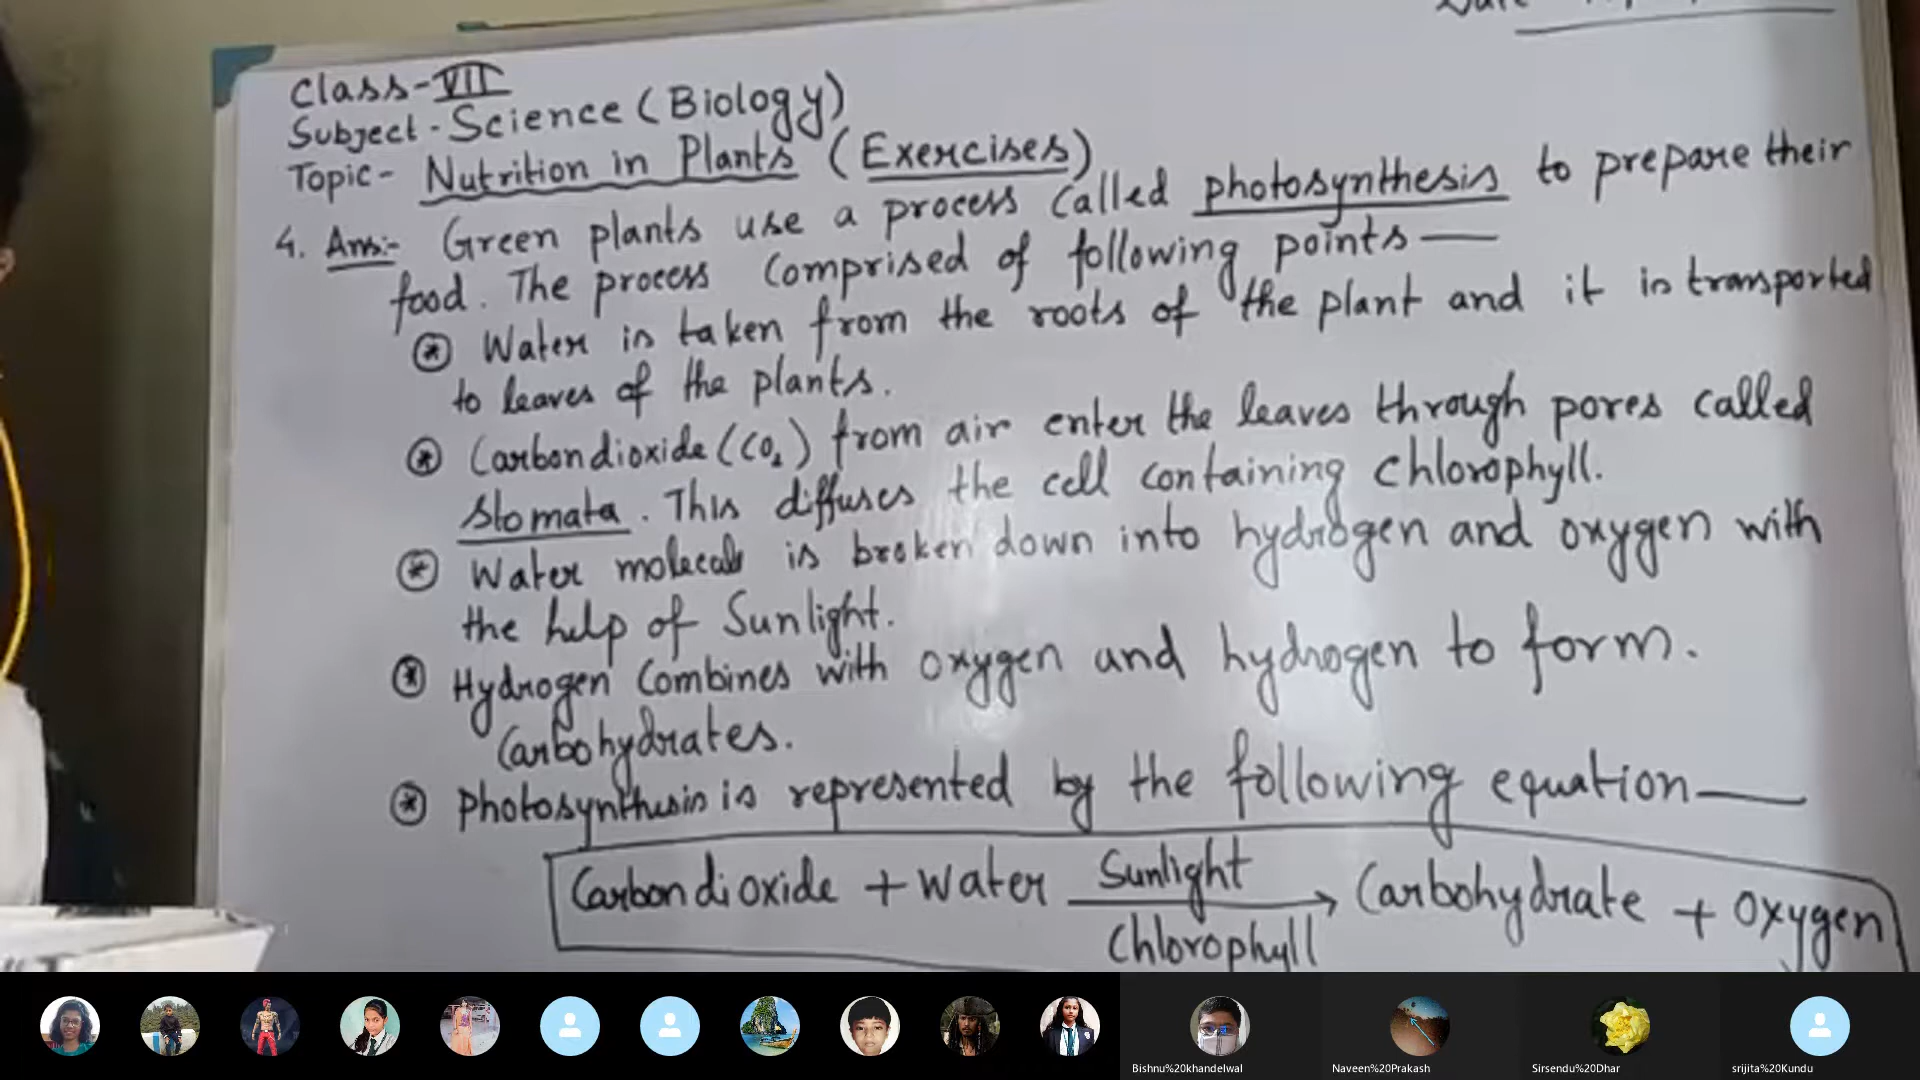 Class-VII
Subject-Science (Biology)
Topic- Nutrition in Plants (Exercises)
4. Ans:- Green plants use a process called photosynthesis to prepare their
food. The process comprised of following points —
* Water is taken from the roots of the plant and it is transported
to leaves of the plants.
* Carbondioxide (CO₂) from air enter the leaves through pores called
stomata. This diffuses the cell containing chlorophyll.
* Water is broken down into hydrogen and oxygen with
the help of Sunlight.
* Hydrogen Combines with oxygen and hydrogen to form.
Carbohydrates.
* Photosynthesis is represented by the following equation —
Carbondioxide + Water Sunlight → Carbohydrate + Oxygen
Chlorophyll
Bishnu%20khandelwal
Naveen%20Prakash
Sirsendu%20Dhar
srijita%20Kundu